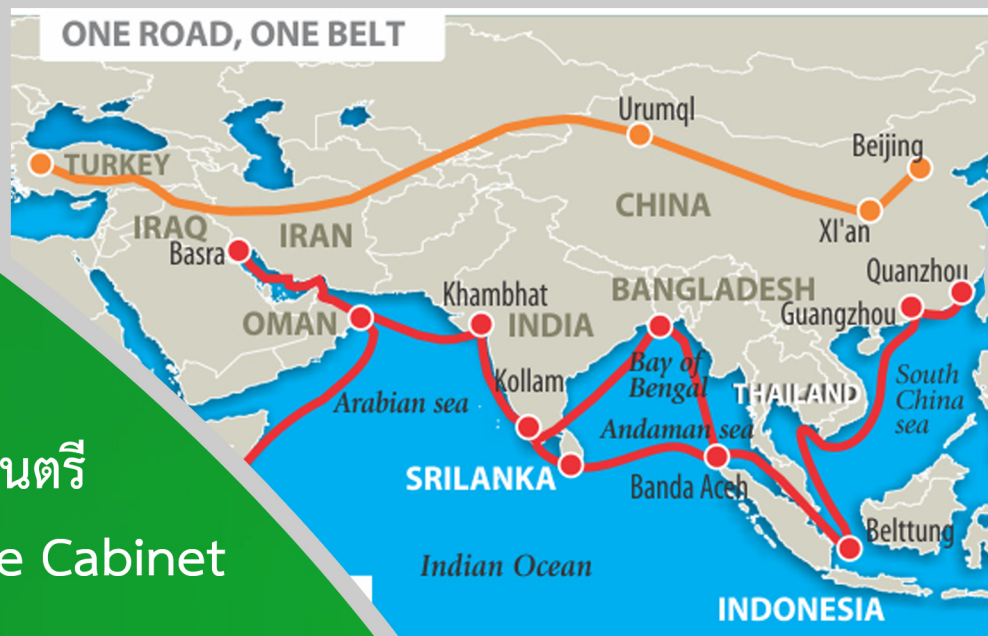 ONE ROAD, ONE BELT
Urumql
Beijing
TURKEY
CHINA
IRAQ
IRAN
XI'an
Basra
Quanzhou
Khambhat
BANGLADESH
Guangzhou
OMAN
INDIA
Bay of
Bengal
Kollam
THAILAND
South
China
sea
Arabian sea
Andaman sea
SRILANKA
Banda Aceh
นตรี
Belttung
e Cabinet
Indian Ocean
INDONESIA